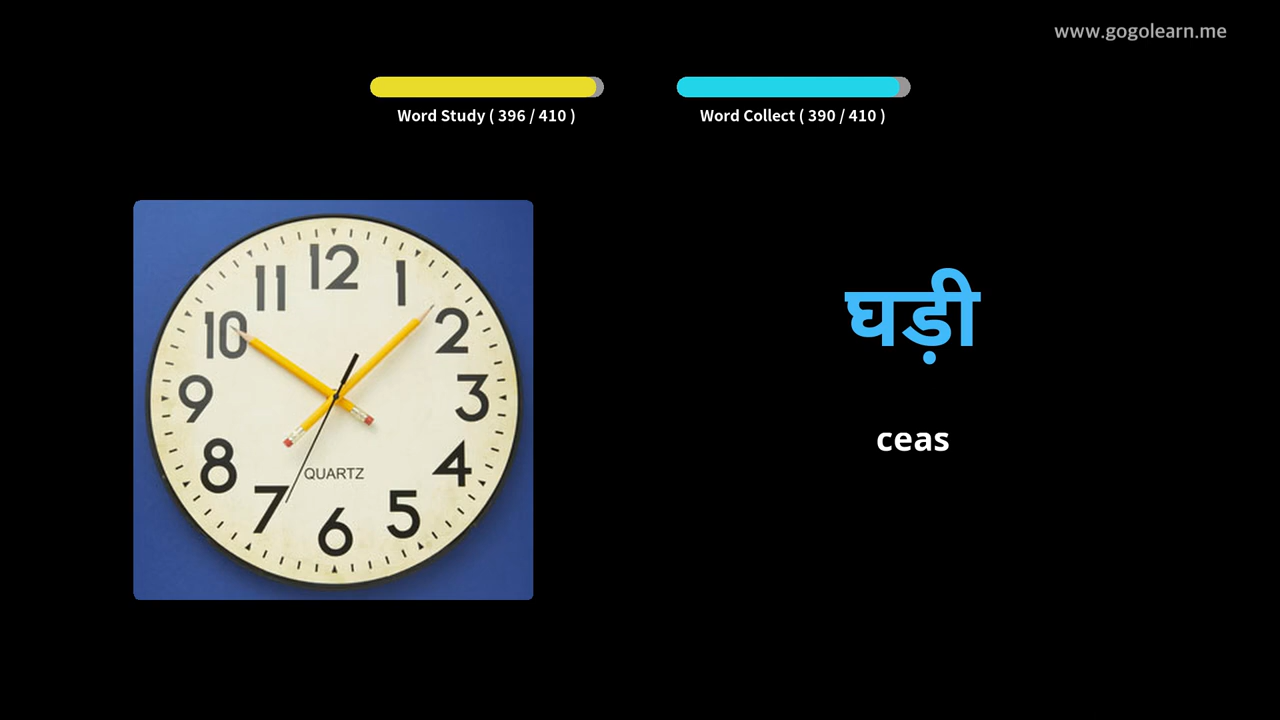 www.gogolearn.me
Word Study ( 396 / 410 )
Word Collect ( 390 / 410 )
12
11
1
10
2
9
3
8
4
7
5
6
QUARTZ
घड़ी
ceas